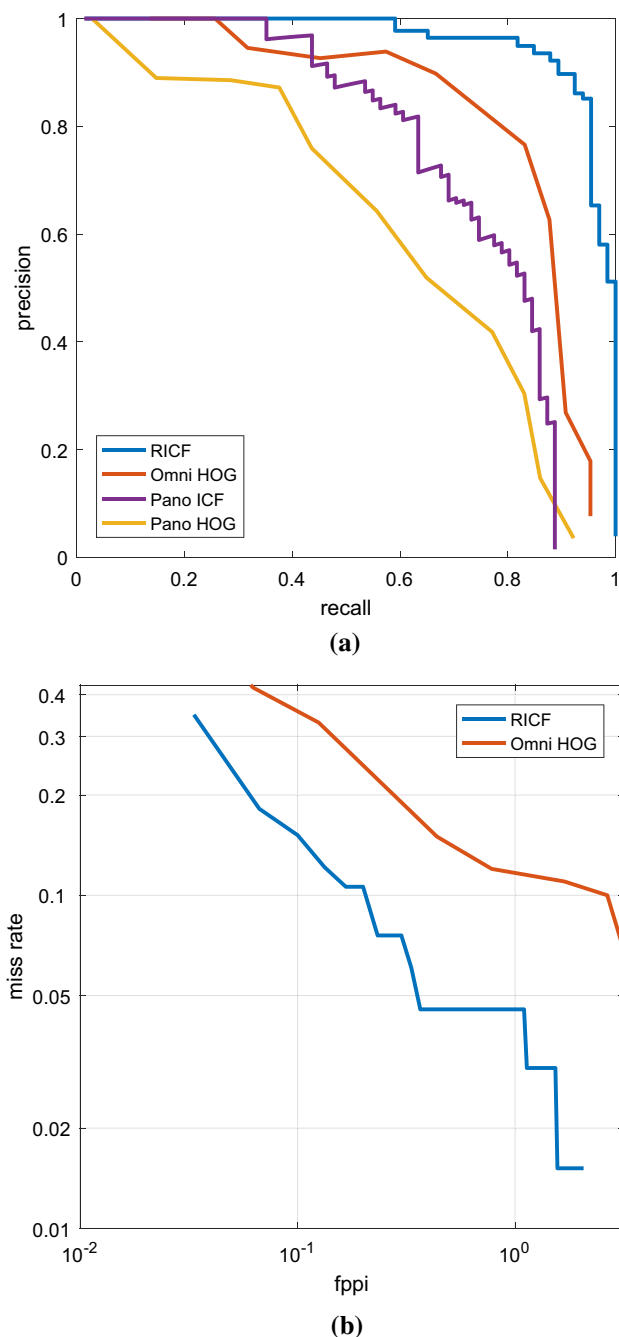 1
0.8
0.6
0.4
0.2
0
precision
RICF
Omni HOG
Pano ICF
Pano HOG
0 0.2 0.4 0.6 0.8 1
recall
(a)
0.4
0.3
0.2
0.1
0.05
0.02
0.01
miss rate
RICF
Omni HOG
10⁻² 10⁻¹ 10⁰
fppi
(b)